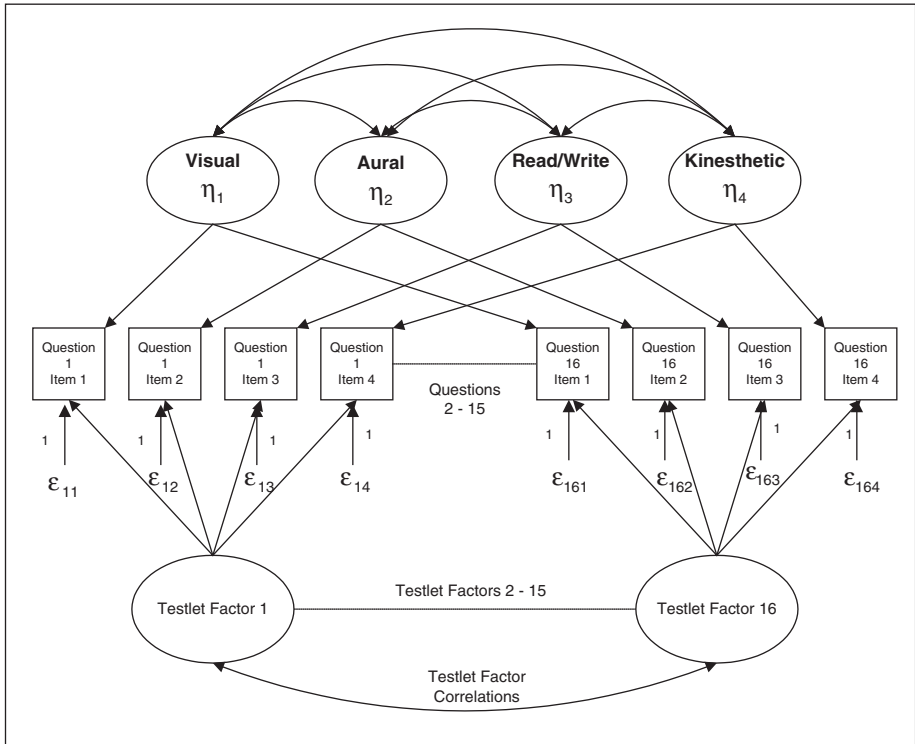 Visual
η1
Aural
η2
Read/Write
η3
Kinesthetic
η4
Question
1
Item 1
Question
1
Item 2
Question
1
Item 3
Question
1
Item 4
Questions
2 - 15
Question
16
Item 1
Question
16
Item 2
Question
16
Item 3
Question
16
Item 4
1
1
1
1
1
1
1
1
ε11
ε12
ε13
ε14
ε161
ε162
ε163
ε164
Testlet Factor 1
Testlet Factors 2 - 15
Testlet Factor 16
Testlet Factor
Correlations